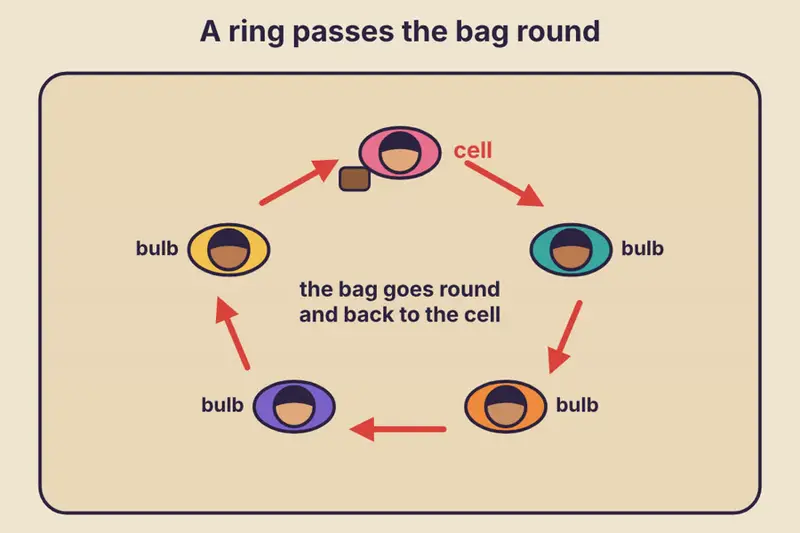 A ring passes the bag round
cell
bulb
bulb
the bag goes round
and back to the cell
bulb
bulb